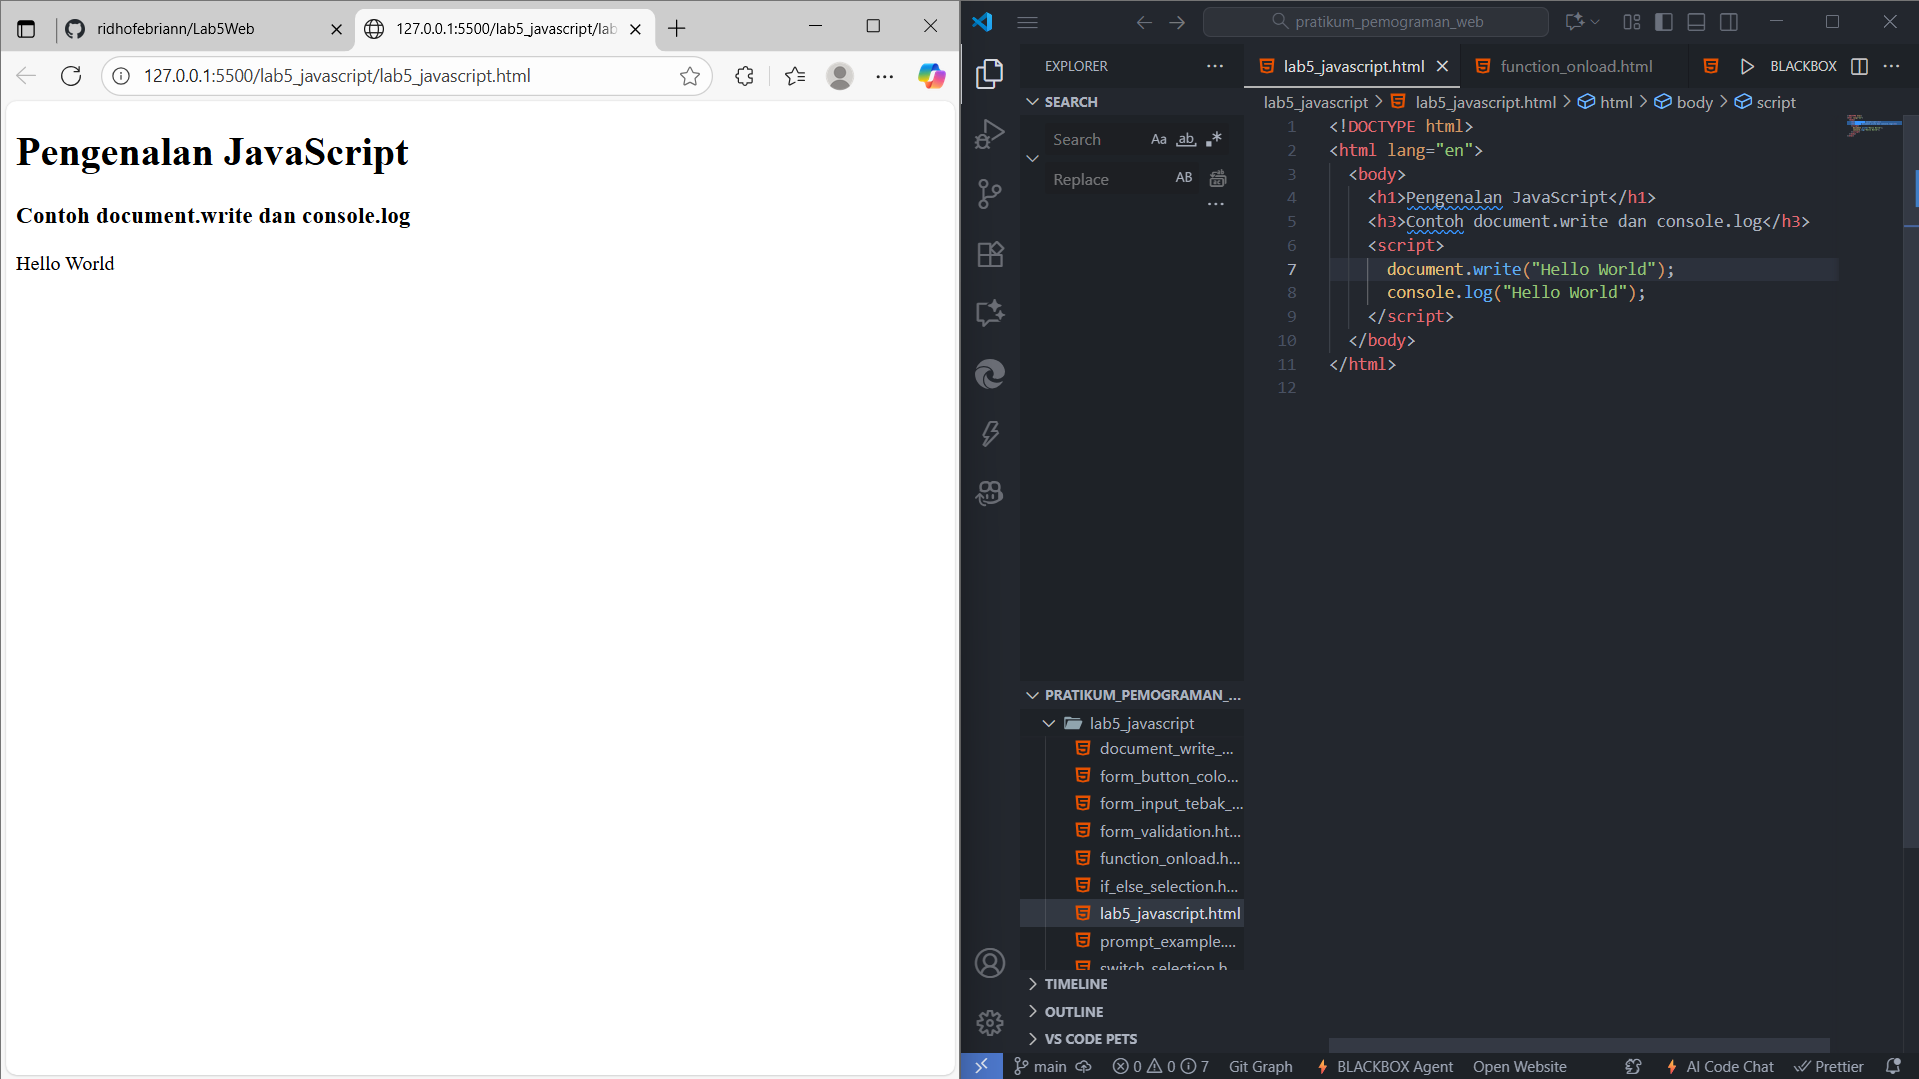 ridhofebriann/Lab5Web
127.0.0.1:5500/lab5_javascript/lab
127.0.0.1:5500/lab5_javascript/lab5_javascript.html
Pengenalan JavaScript
Contoh document.write dan console.log
Hello World
pratikum_pemograman_web
EXPLORER
lab5_javascript.html
function_onload.html
BLACKBOX
SEARCH
Search
Aa
ab
Replace
AB
lab5_javascript
lab5_javascript.html
html
body
script
1 <!DOCTYPE html>
2 <html lang="en">
3 <body>
4 <h1>Pengenalan JavaScript</h1>
5 <h3>Contoh document.write dan console.log</h3>
6 <script>
7 document.write("Hello World");
8 console.log("Hello World");
9 </script>
10 </body>
11 </html>
12
PRATIKUM_PEMOGRAMAN_...
lab5_javascript
document_write_...
form_button_colo...
form_input_tebak_...
form_validation.ht...
function_onload.h...
if_else_selection.h...
lab5_javascript.html
prompt_example....
switch_selection.h
TIMELINE
OUTLINE
VS CODE PETS
main
0
0
7
Git Graph
BLACKBOX Agent
Open Website
AI Code Chat
Prettier